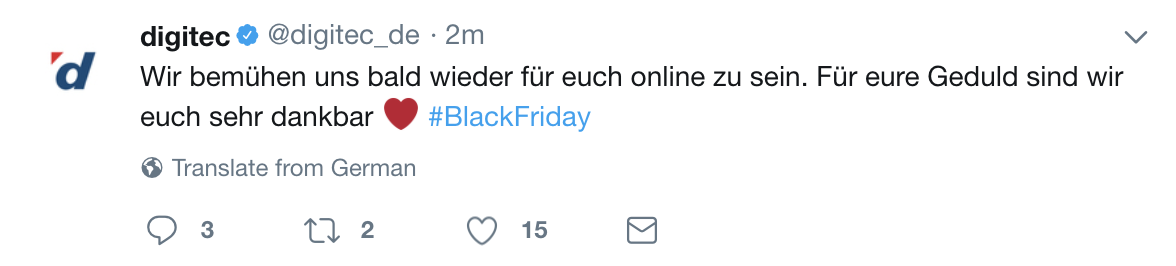 digitec @digitec_de · 2m
Wir bemühen uns bald wieder für euch online zu sein. Für eure Geduld sind wir
euch sehr dankbar ❤️ #BlackFriday
Translate from German
3 2 15